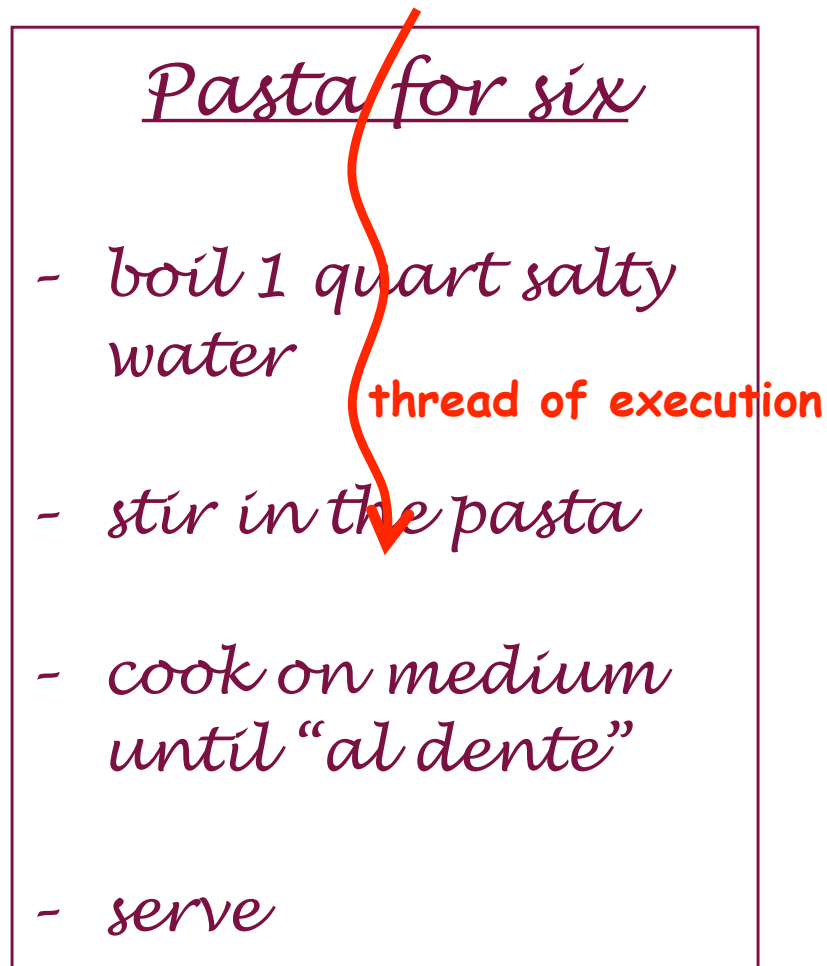 Pasta for six
- boil 1 quart salty
water
thread of execution
- stir in the pasta
- cook on medium
until “al dente”
- serve